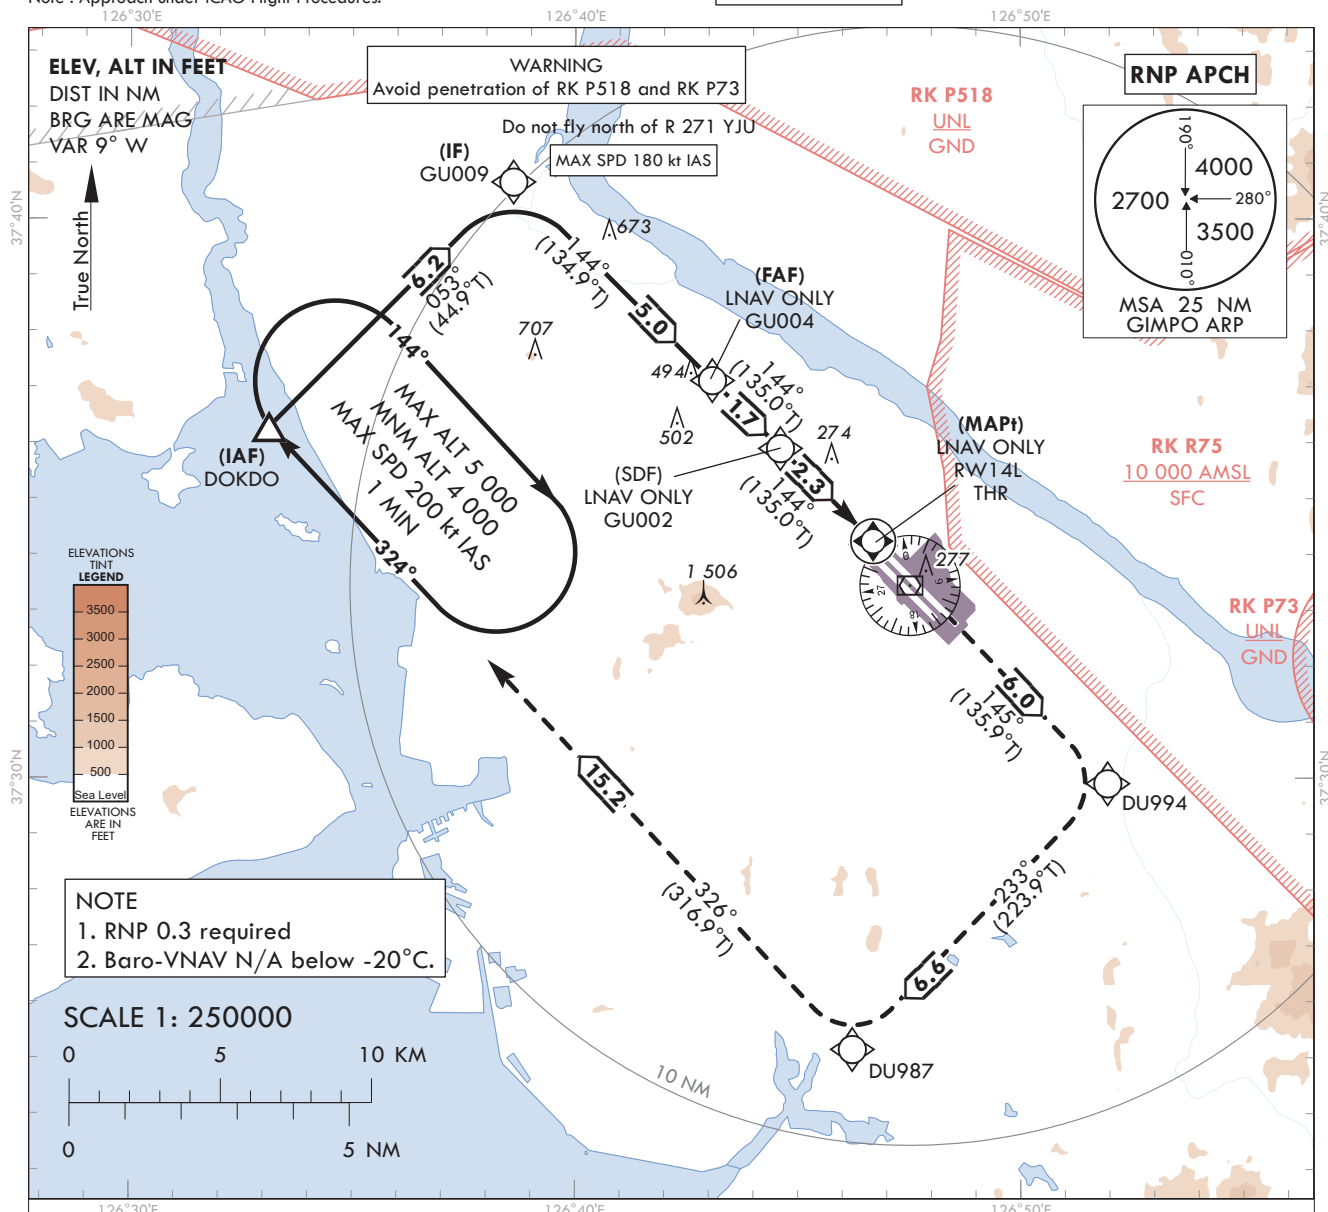 Note : Approach under ICAO Flight Procedures.
126°30'E
126°40'E
126°50'E
ELEV, ALT IN FEET
DIST IN NM
BRG ARE MAG
VAR 9° W
True North
WARNING
Avoid penetration of RK P518 and RK P73
Do not fly north of R 271 YJU
MAX SPD 180 kt IAS
RNP APCH
190°
4000
2700
280°
3500
010°
MSA 25 NM
GIMPO ARP
RK P518
UNL
GND
(IF)
GU009
37°40'N
37°40'N
673
6.2
053°
(44.9°T)
144°
(134.9°T)
5.0
(FAF)
LNAV ONLY
GU004
707
494
502
144°
(135.0°T)
1.7
274
(SDF)
LNAV ONLY
GU002
2.3
144°
(135.0°T)
(MAPt)
LNAV ONLY
RW14L
THR
RK R75
10 000 AMSL
SFC
(IAF)
DOKDO
144°
MAX ALT 5 000
MNM ALT 4 000
MAX SPD 200 kt IAS
1 MIN
324°
1 506
277
0
9
18
27
RK P73
UNL
GND
ELEVATIONS
TINT
LEGEND
3500
3000
2500
2000
1500
1000
500
Sea Level
ELEVATIONS
ARE IN
FEET
6.0
145°
(135.9°T)
37°30'N
37°30'N
DU994
15.2
326°
(316.9°T)
233°
(223.9°T)
6.6
DU987
10 NM
NOTE
1. RNP 0.3 required
2. Baro-VNAV N/A below -20°C.
SCALE 1: 250000
0 5 10 KM
0 5 NM
126°30'E
126°40'E
126°50'E